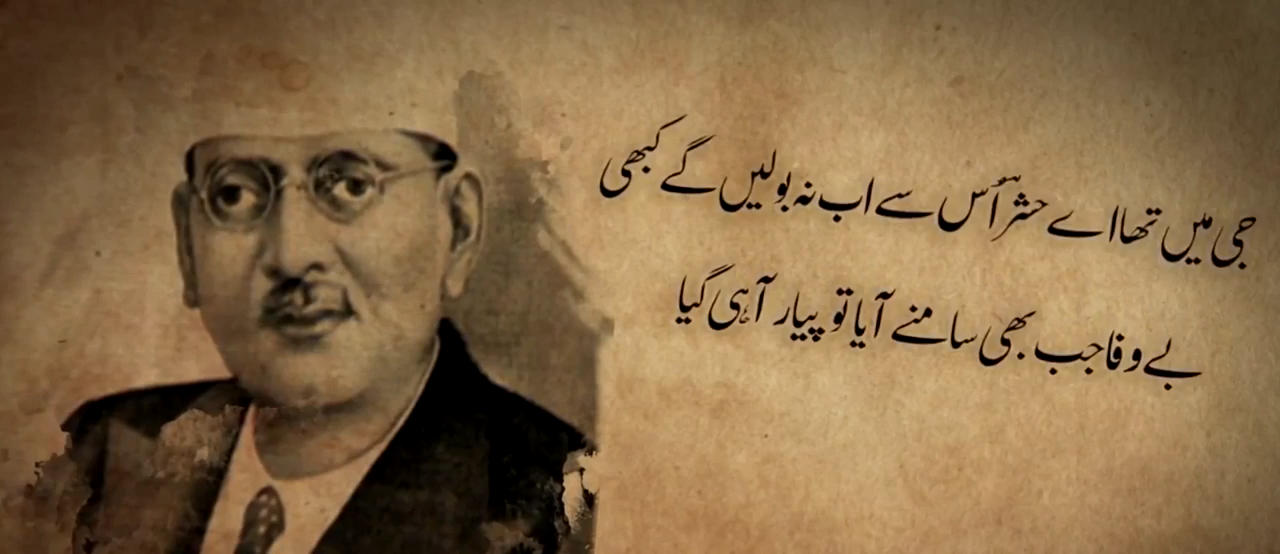 جی میں تھا اے حشرؔ اُس سے اب نہ بولیں گے کبھی
بے وفا جب بھی سامنے آیا تو پیار آ ہی گیا